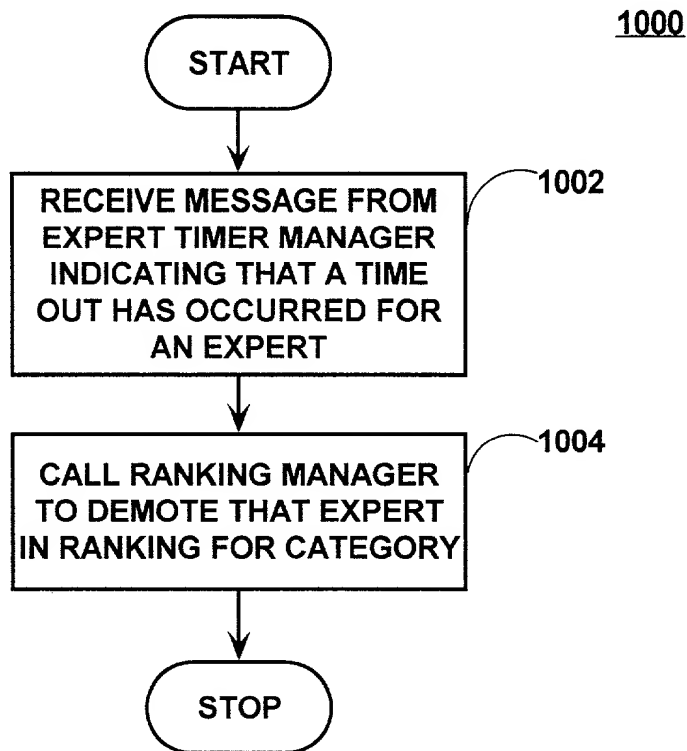 1000
START
1002
RECEIVE MESSAGE FROM
EXPERT TIMER MANAGER
INDICATING THAT A TIME
OUT HAS OCCURRED FOR
AN EXPERT
1004
CALL RANKING MANAGER
TO DEMOTE THAT EXPERT
IN RANKING FOR CATEGORY
STOP